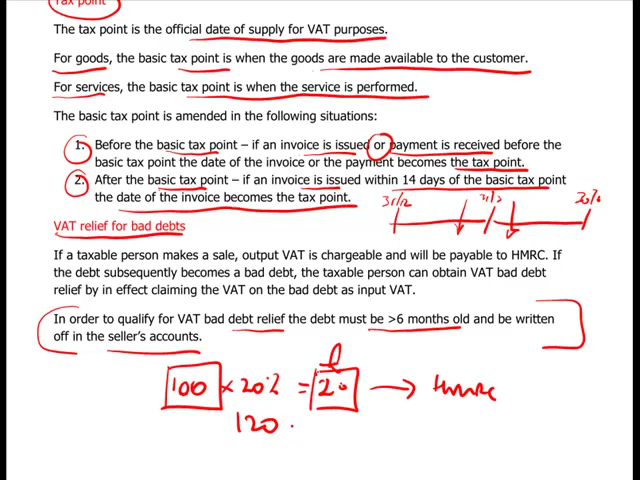 Tax point
The tax point is the official date of supply for VAT purposes.
For goods, the basic tax point is when the goods are made available to the customer.
For services, the basic tax point is when the service is performed.
The basic tax point is amended in the following situations:
1. Before the basic tax point – if an invoice is issued or payment is received before the
basic tax point the date of the invoice or the payment becomes the tax point.
2. After the basic tax point – if an invoice is issued within 14 days of the basic tax point
the date of the invoice becomes the tax point.
31/12
VAT relief for bad debts
If a taxable person makes a sale, output VAT is chargeable and will be payable to HMRC. If
the debt subsequently becomes a bad debt, the taxable person can obtain VAT bad debt
relief by in effect claiming the VAT on the bad debt as input VAT.
In order to qualify for VAT bad debt relief the debt must be >6 months old and be written
off in the seller's accounts.
100 × 20% = 20 → HMRC
120